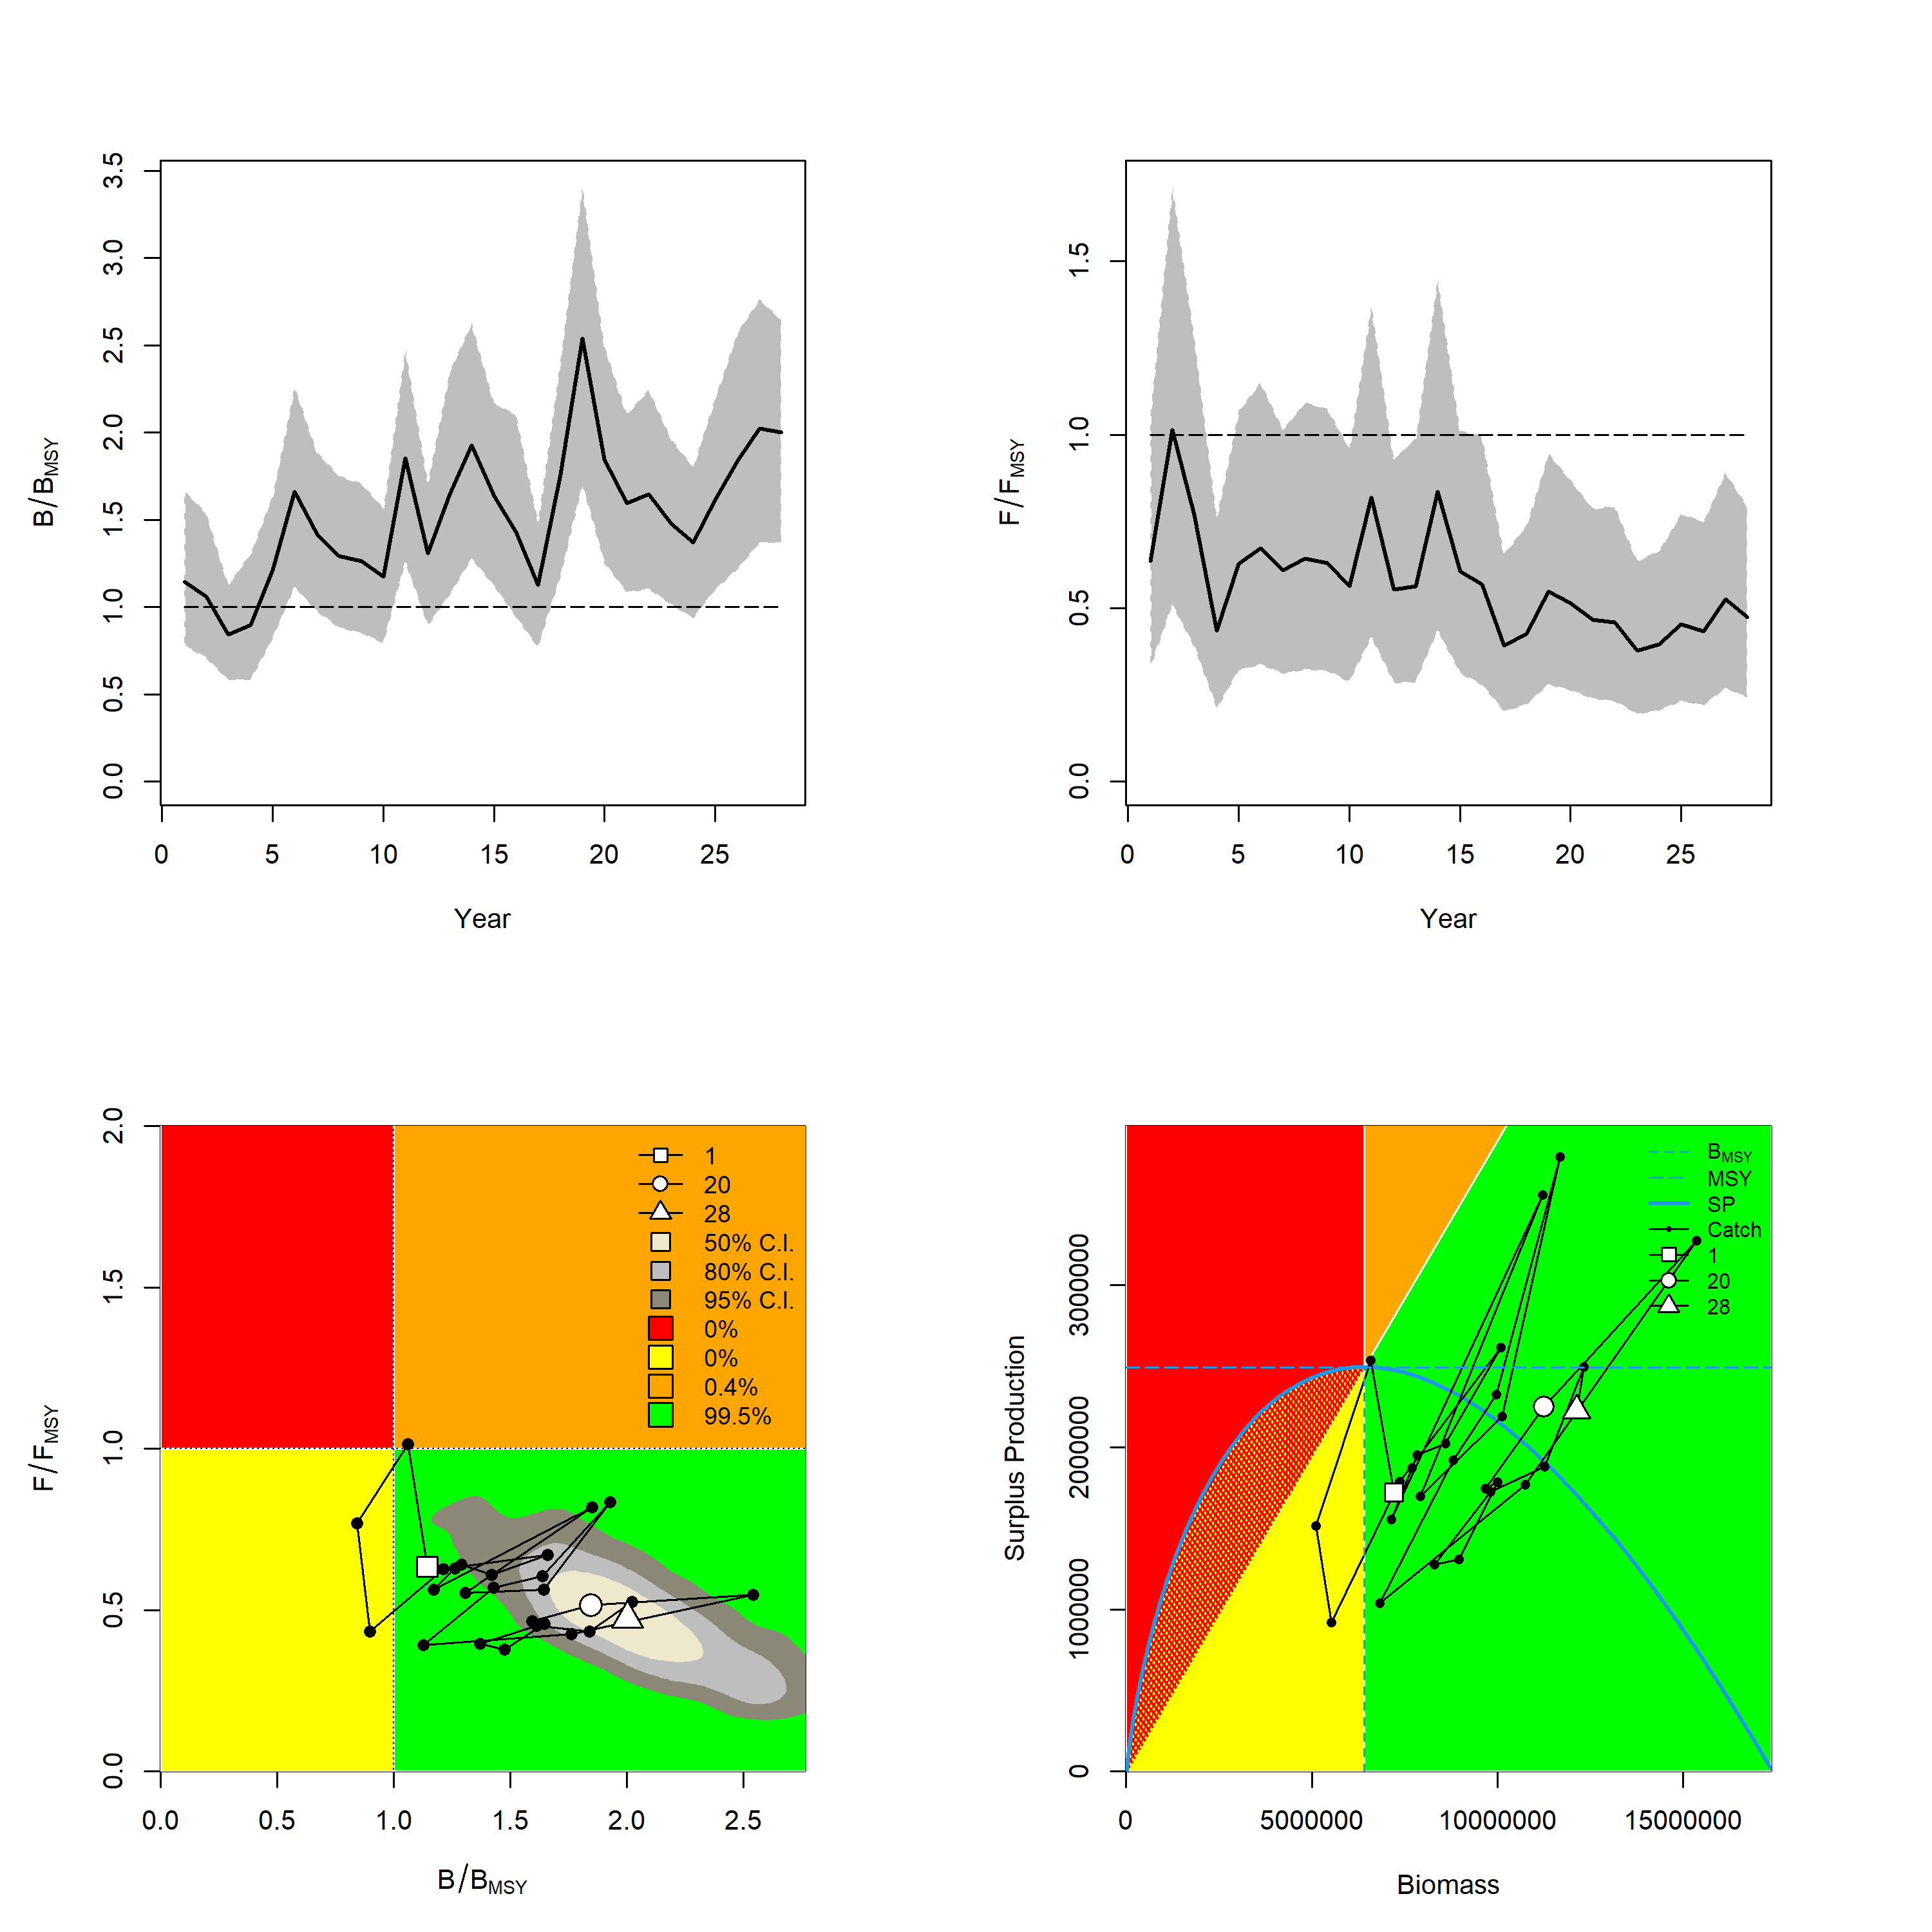 B/BMSY
0.0 0.5 1.0 1.5 2.0 2.5 3.0 3.5
0 5 10 15 20 25
Year
F/FMSY
0.0 0.5 1.0 1.5
0 5 10 15 20 25
Year
F/FMSY
0.0 0.5 1.0 1.5 2.0
1
20
28
50% C.I.
80% C.I.
95% C.I.
0%
0%
0.4%
99.5%
0.0 0.5 1.0 1.5 2.0 2.5
B/BMSY
Surplus Production
0 1000000 2000000 3000000
BMSY
MSY
SP
Catch
1
20
28
0 5000000 10000000 15000000
Biomass